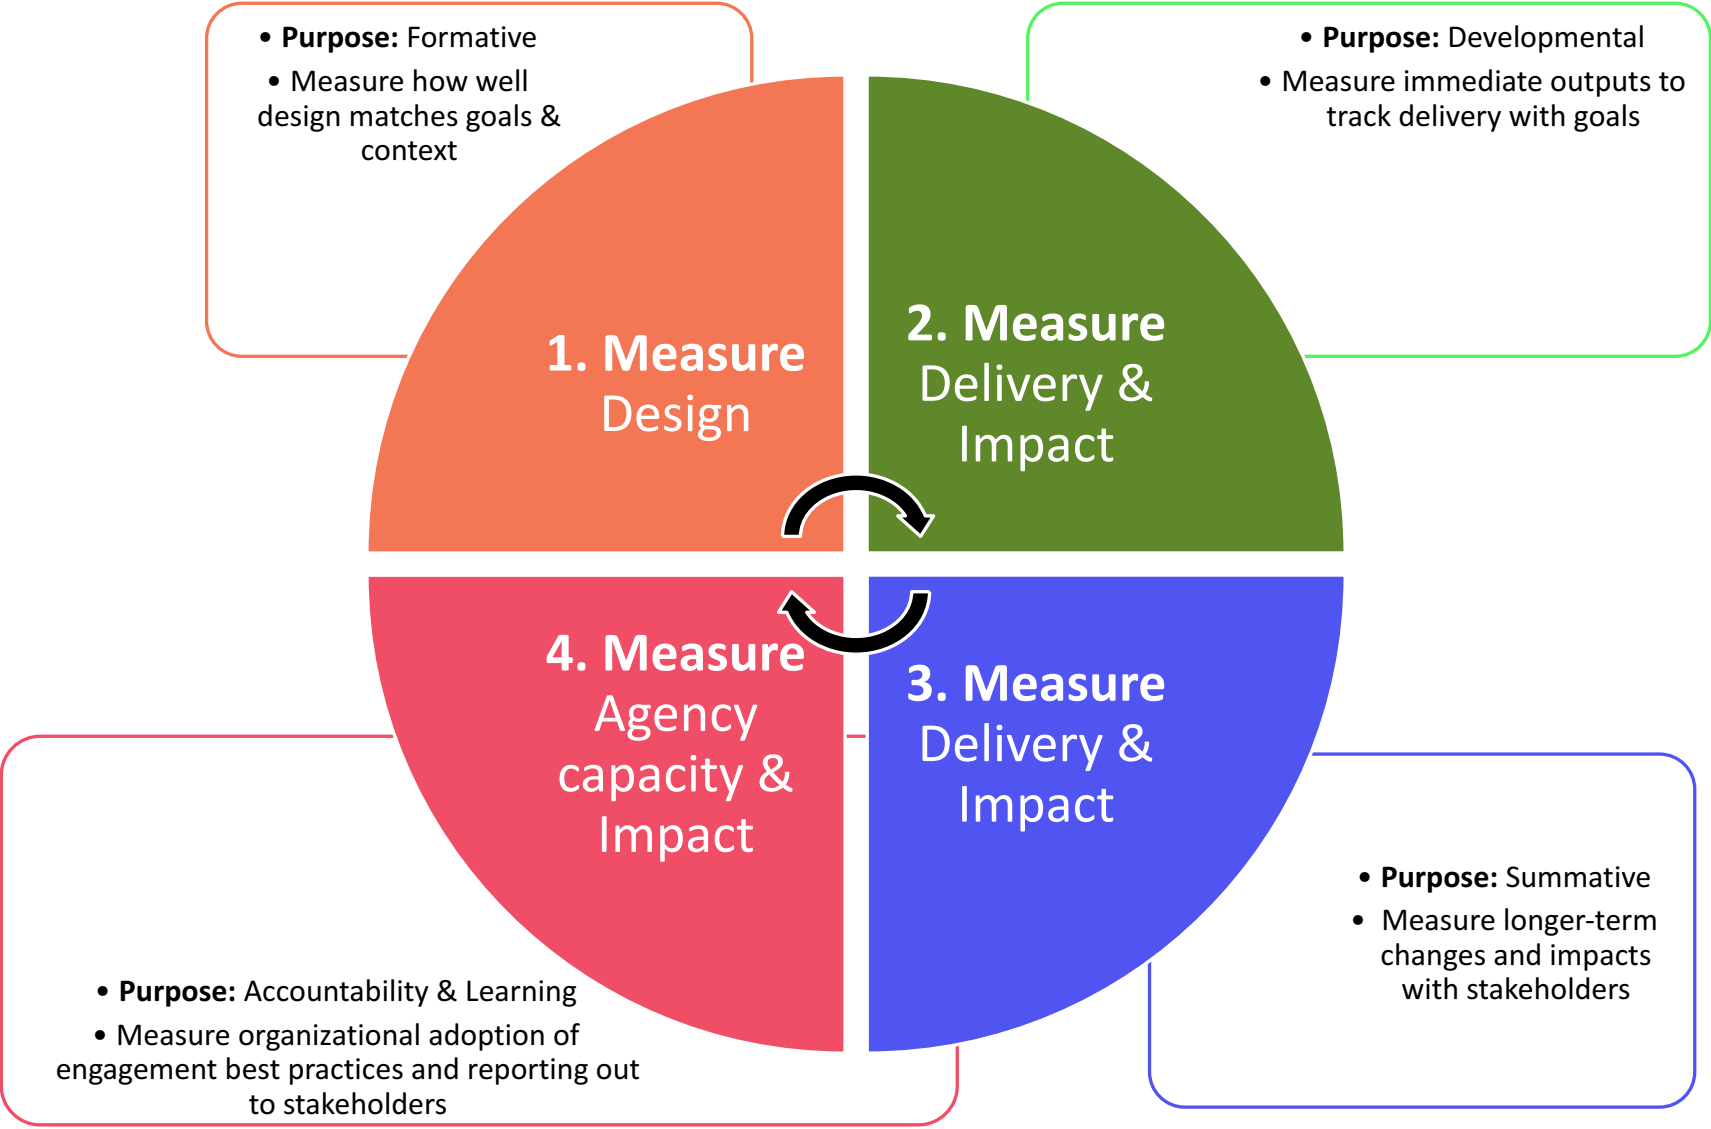 • Purpose: Formative
• Measure how well
design matches goals &
context
• Purpose: Developmental
• Measure immediate outputs to
track delivery with goals
1. Measure
Design
2. Measure
Delivery &
Impact
4. Measure
Agency
capacity &
Impact
3. Measure
Delivery &
Impact
• Purpose: Summative
• Measure longer-term
changes and impacts
with stakeholders
• Purpose: Accountability & Learning
• Measure organizational adoption of
engagement best practices and reporting out
to stakeholders